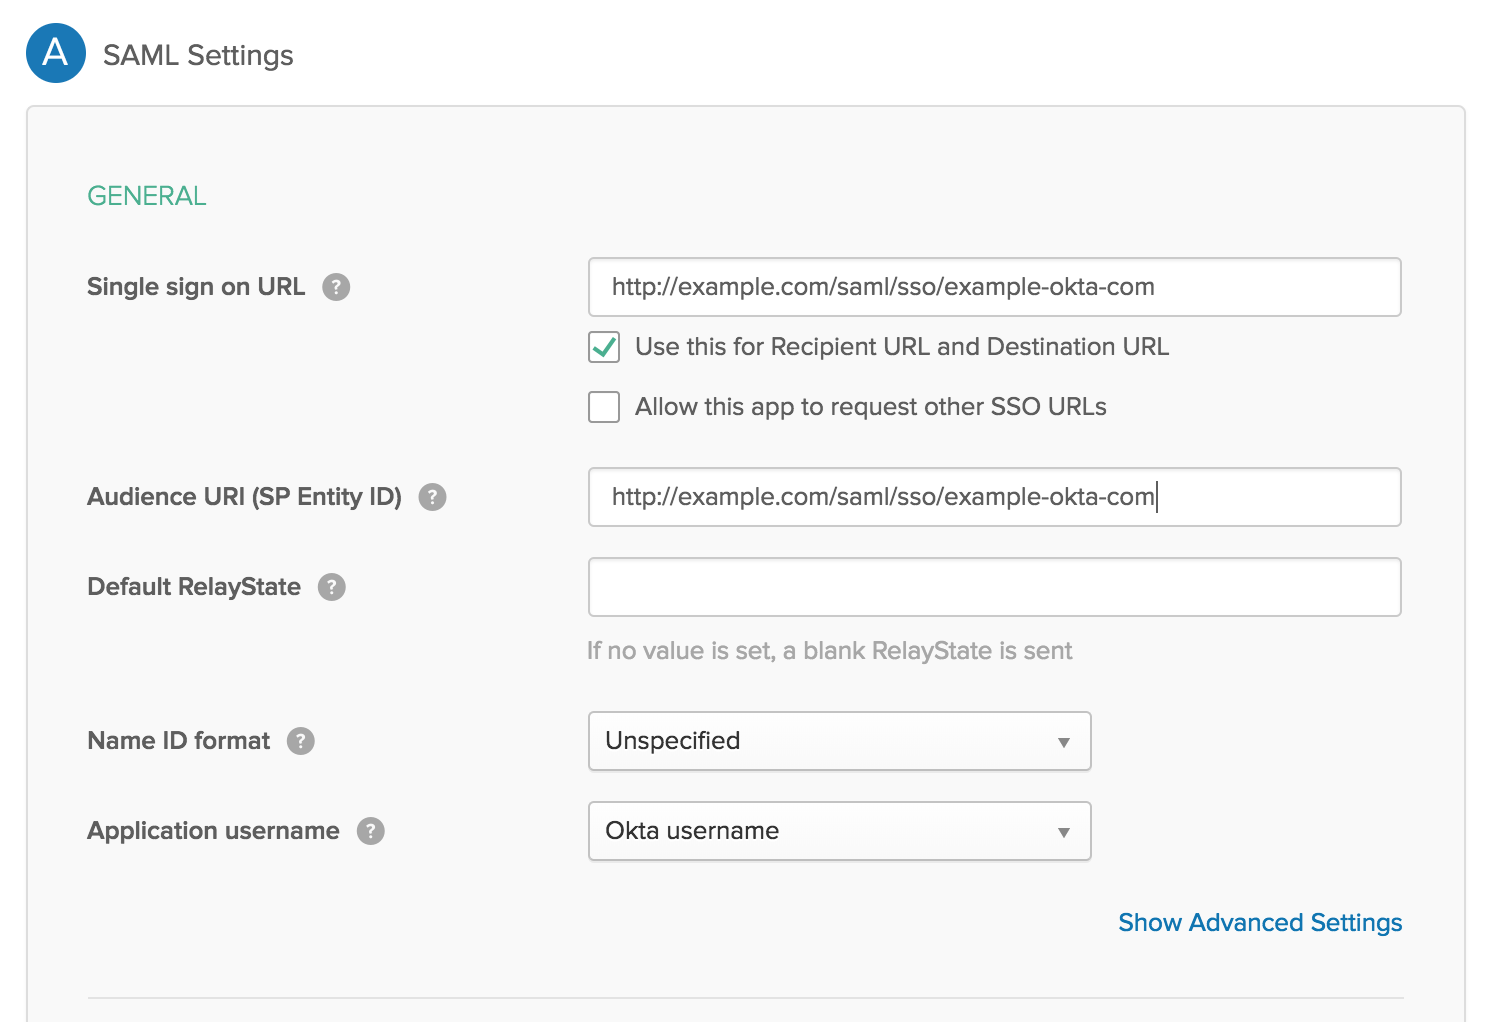 A SAML Settings
GENERAL
Single sign on URL ? http://example.com/saml/sso/example-okta-com
Use this for Recipient URL and Destination URL
Allow this app to request other SSO URLs
Audience URI (SP Entity ID) ? http://example.com/saml/sso/example-okta-com
Default RelayState ?
If no value is set, a blank RelayState is sent
Name ID format ? Unspecified
Application username ? Okta username
Show Advanced Settings